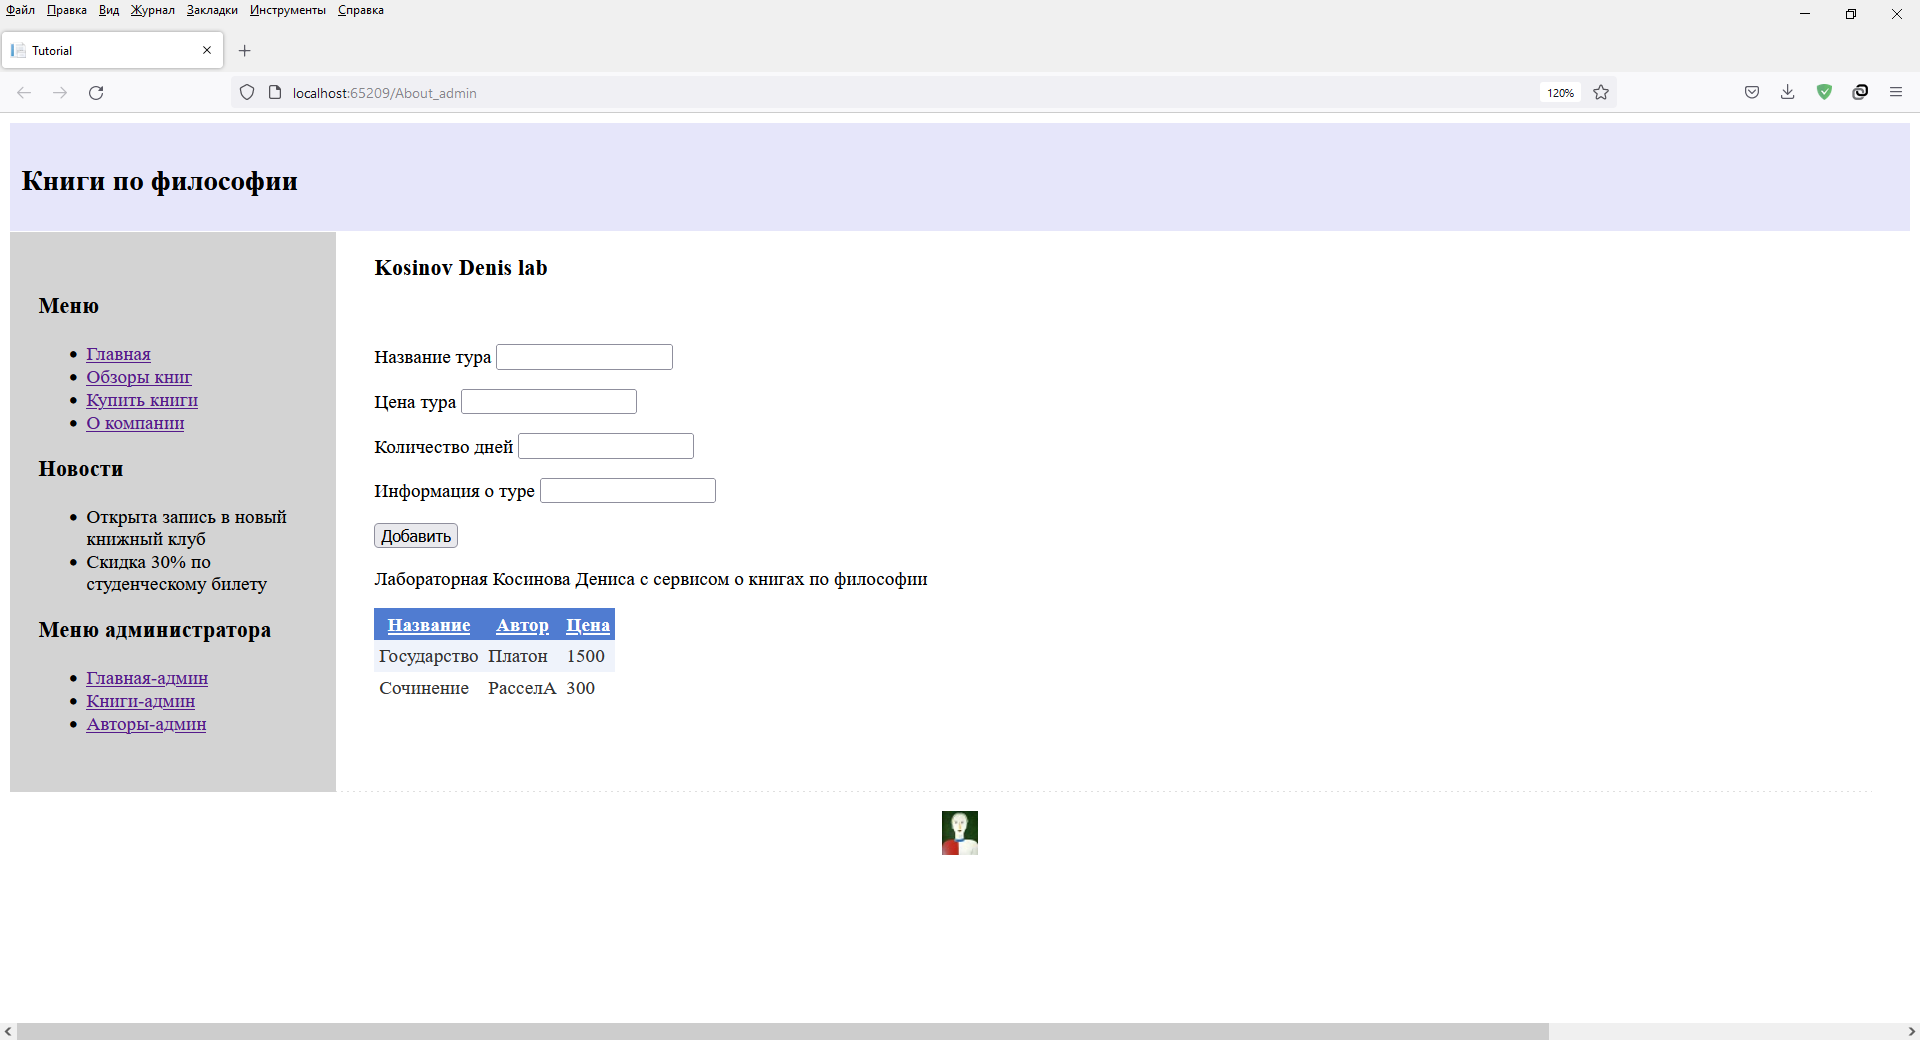 Файл Правка Вид Журнал Закладки Инструменты Справка
Tutorial
localhost:65209/About_admin
120%
Книги по философии
Kosinov Denis lab
Меню
Главная
Обзоры книг
Купить книги
О компании
Новости
Открыта запись в новый
книжный клуб
Скидка 30% по
студенческому билету
Меню администратора
Главная-админ
Книги-админ
Авторы-админ
Название тура
Цена тура
Количество дней
Информация о туре
Добавить
Лабораторная Косинова Дениса с сервисом о книгах по философии
Название Автор Цена
Государство Платон 1500
Сочинение РасселА 300